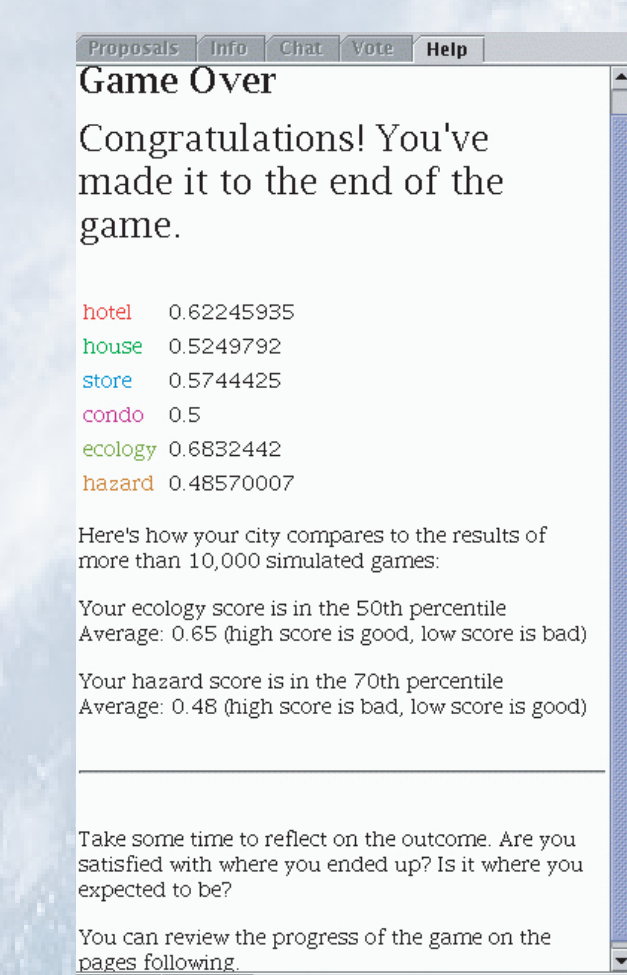 Proposals Info Chat Vote Help
Game Over
Congratulations! You've
made it to the end of the
game.
hotel 0.62245935
house 0.5249792
store 0.5744425
condo 0.5
ecology 0.6832442
hazard 0.48570007
Here's how your city compares to the results of
more than 10,000 simulated games:
Your ecology score is in the 50th percentile
Average: 0.65 (high score is good, low score is bad)
Your hazard score is in the 70th percentile
Average: 0.48 (high score is bad, low score is good)
Take some time to reflect on the outcome. Are you
satisfied with where you ended up? Is it where you
expected to be?
You can review the progress of the game on the
pages following.